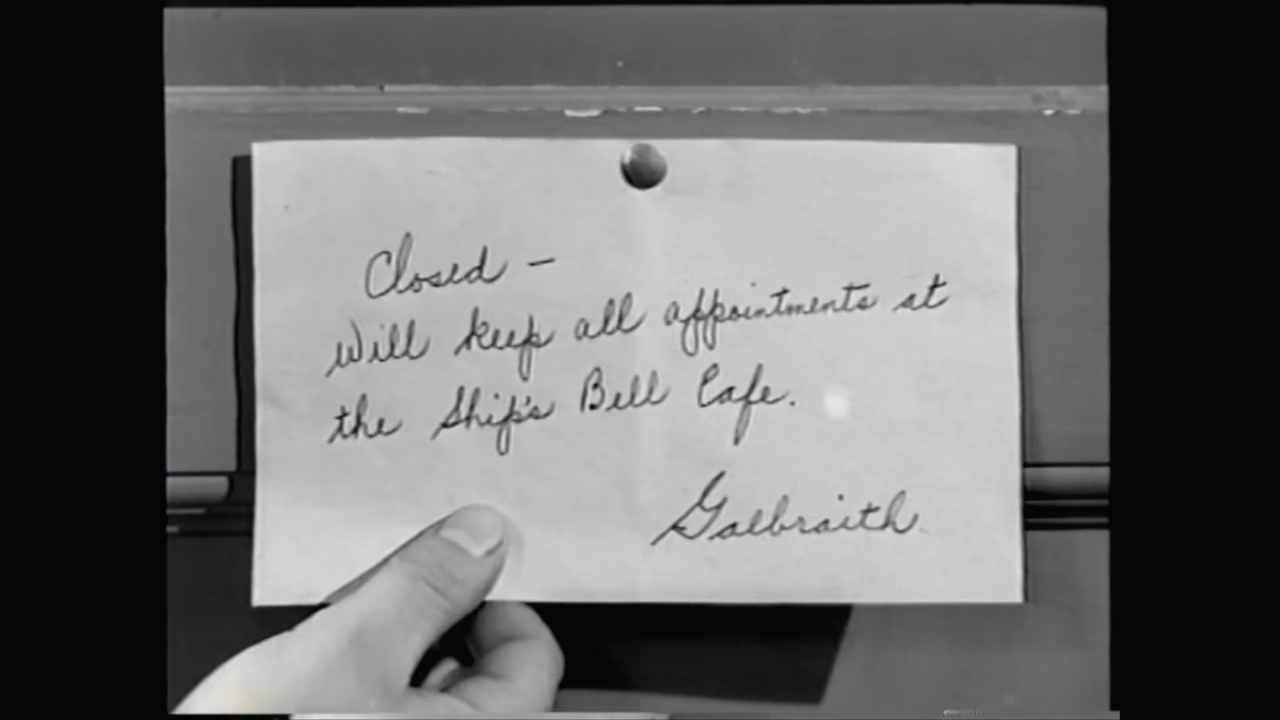 Closed -
Will keep all appointments at
the Ship's Bell Cafe.
Galbraith.